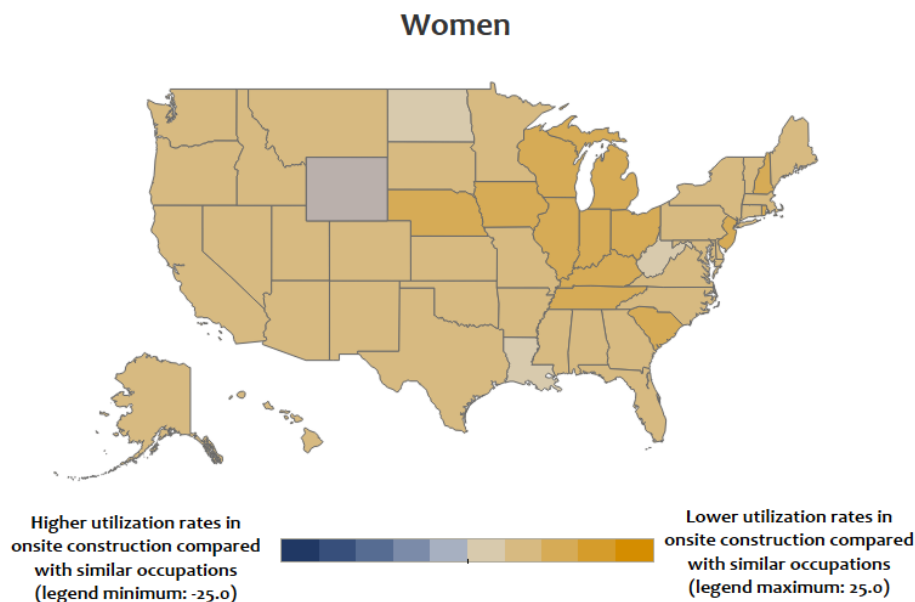 Women
Higher utilization rates in
onsite construction compared
with similar occupations
(legend minimum: -25.0)
Lower utilization rates in
onsite construction compared
with similar occupations
(legend maximum: 25.0)